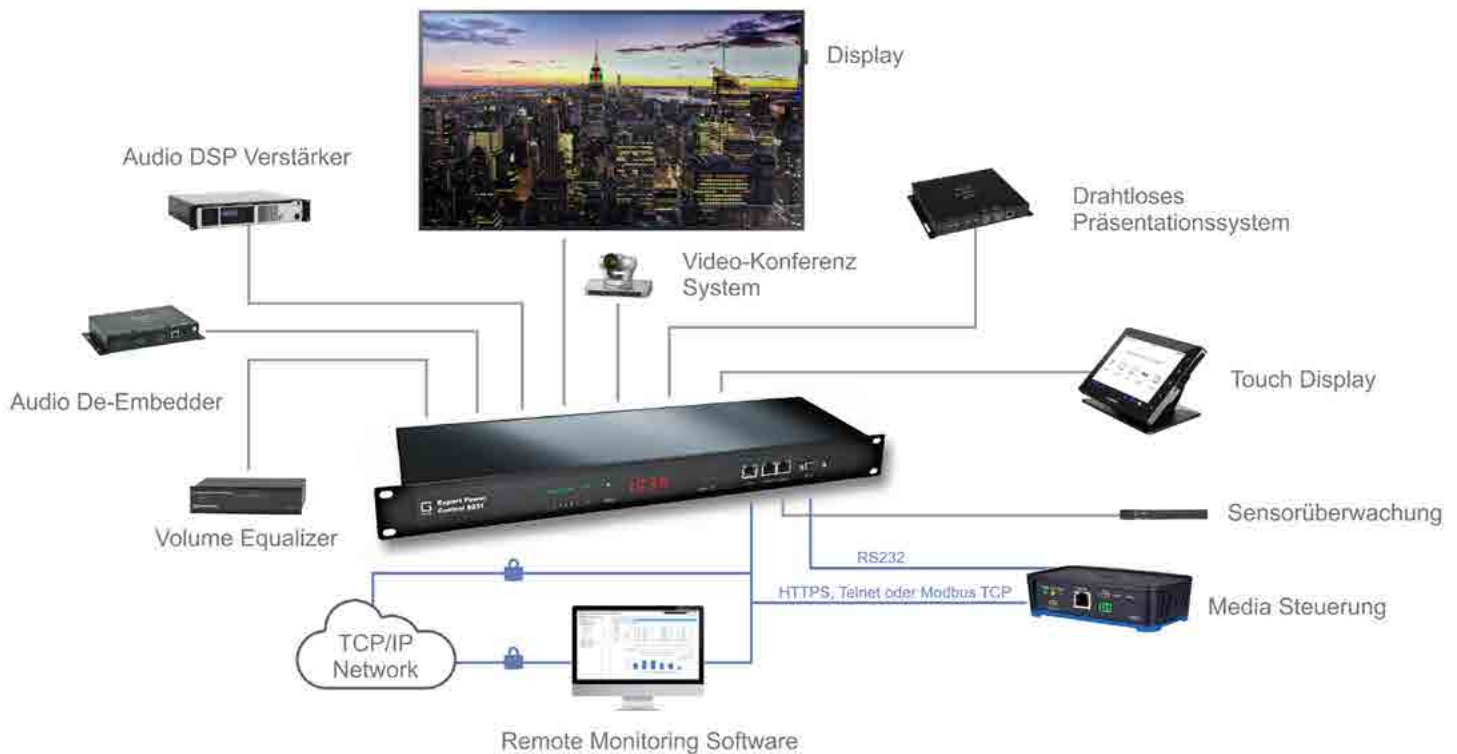 Display
Audio DSP Verstärker
Drahtloses
Präsentationssystem
Video-Konferenz
System
Touch Display
Audio De-Embedder
Expert Power
Control 8031
Sensorüberwachung
Volume Equalizer
RS232
HTTPS, Telnet oder Modbus TCP
Media Steuerung
TCP/IP
Network
Remote Monitoring Software